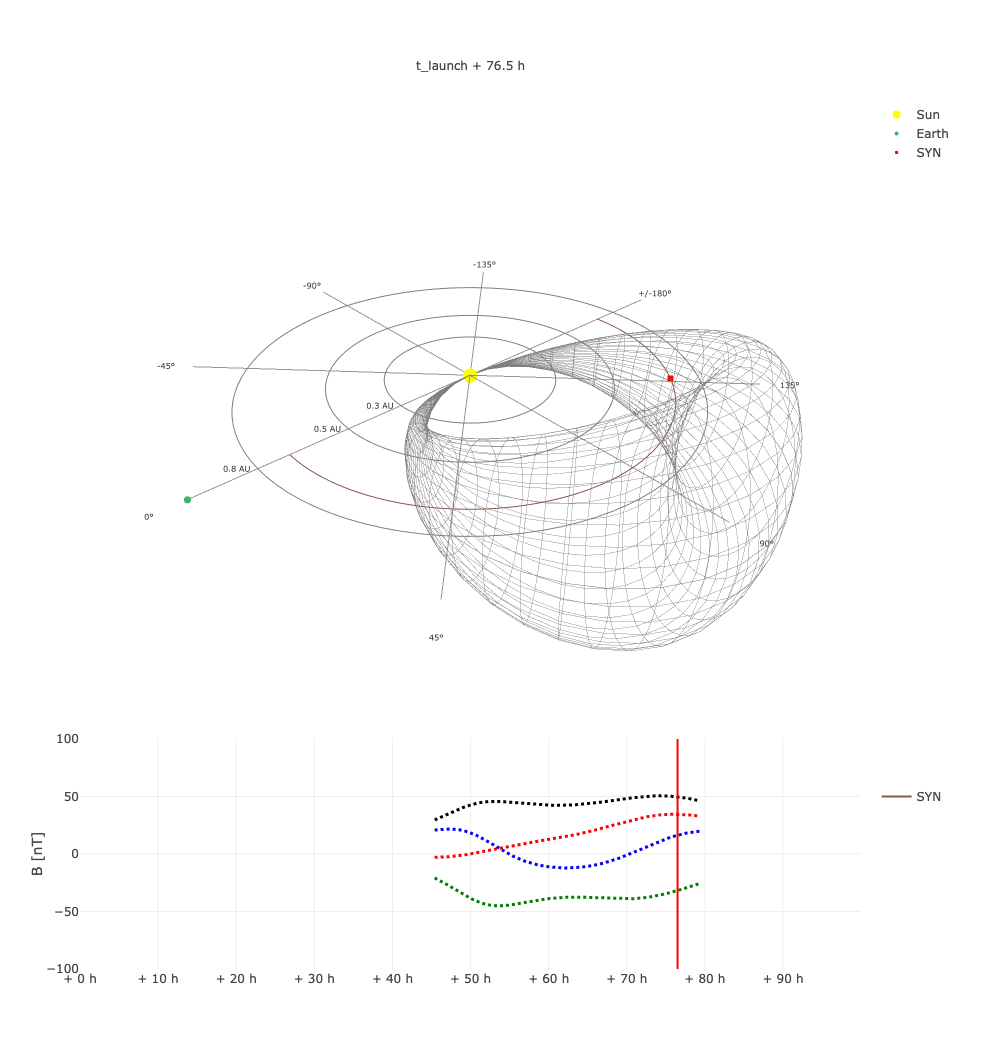 t_launch + 76.5 h
Sun
Earth
SYN
-135°
-90°
+/-180°
-45°
135°
0.3 AU
0.5 AU
0.8 AU
0°
90°
45°
100
50
0
−50
−100
B [nT]
+ 0 h
+ 10 h
+ 20 h
+ 30 h
+ 40 h
+ 50 h
+ 60 h
+ 70 h
+ 80 h
+ 90 h
SYN